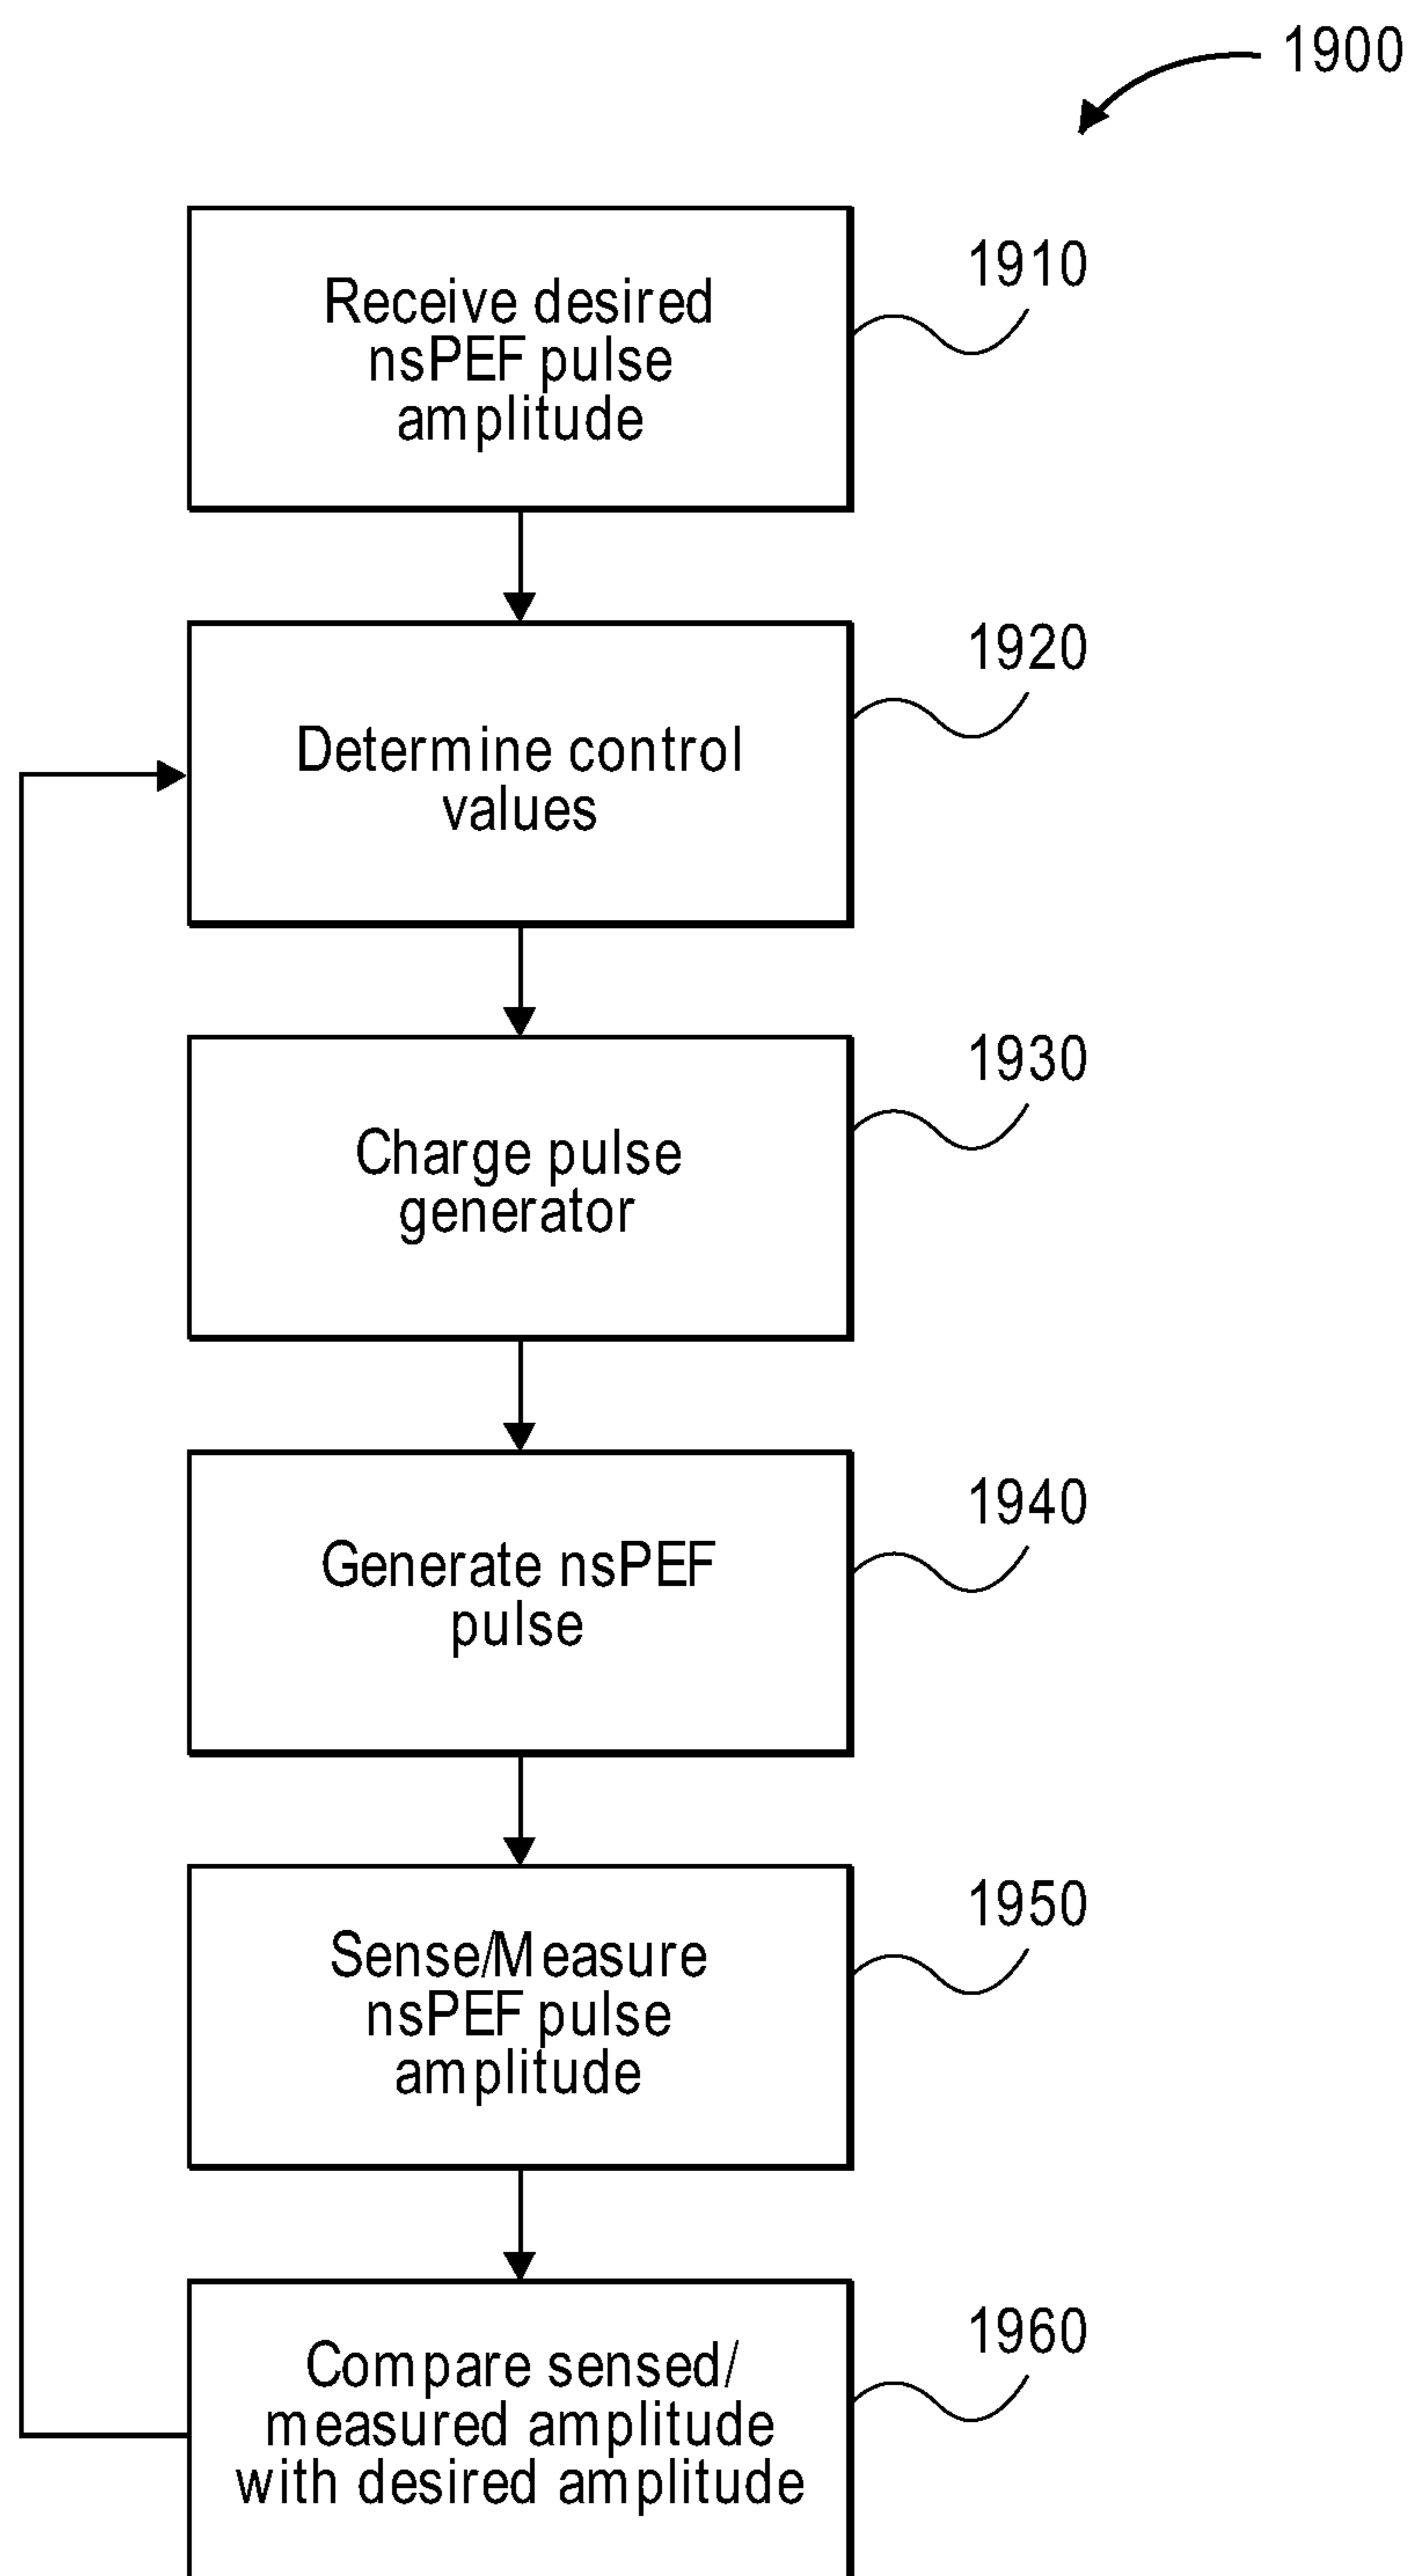 1900
Receive desired
nsPEF pulse
amplitude
1910
Determine control
values
1920
Charge pulse
generator
1930
Generate nsPEF
pulse
1940
Sense/Measure
nsPEF pulse
amplitude
1950
Compare sensed/
measured amplitude
with desired amplitude
1960